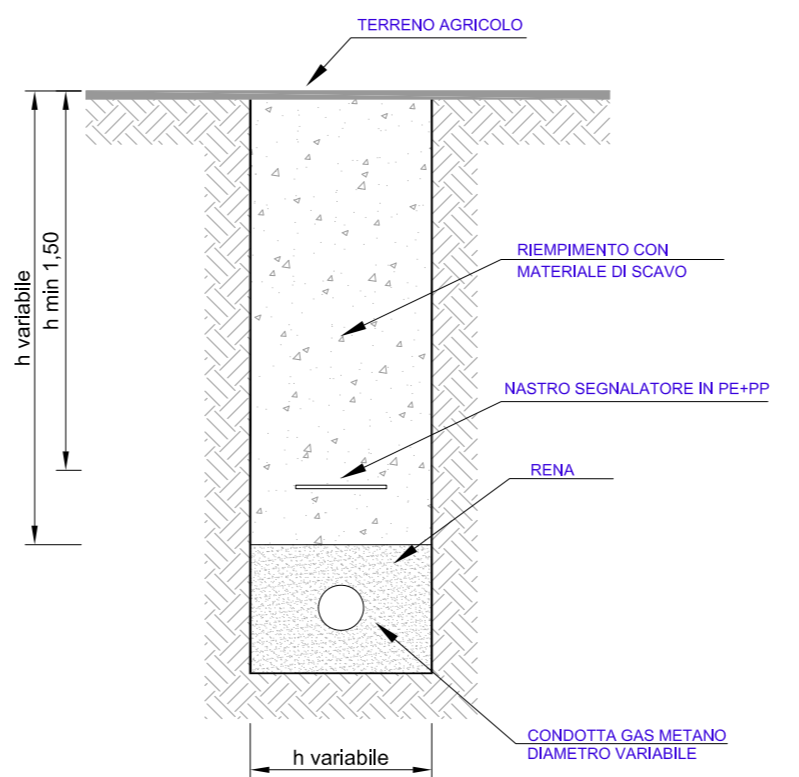 TERRENO AGRICOLO
h variabile
h min 1,50
RIEMPIMENTO CON
MATERIALE DI SCAVO
NASTRO SEGNALATORE IN PE+PP
RENA
CONDOTTA GAS METANO
DIAMETRO VARIABILE
h variabile